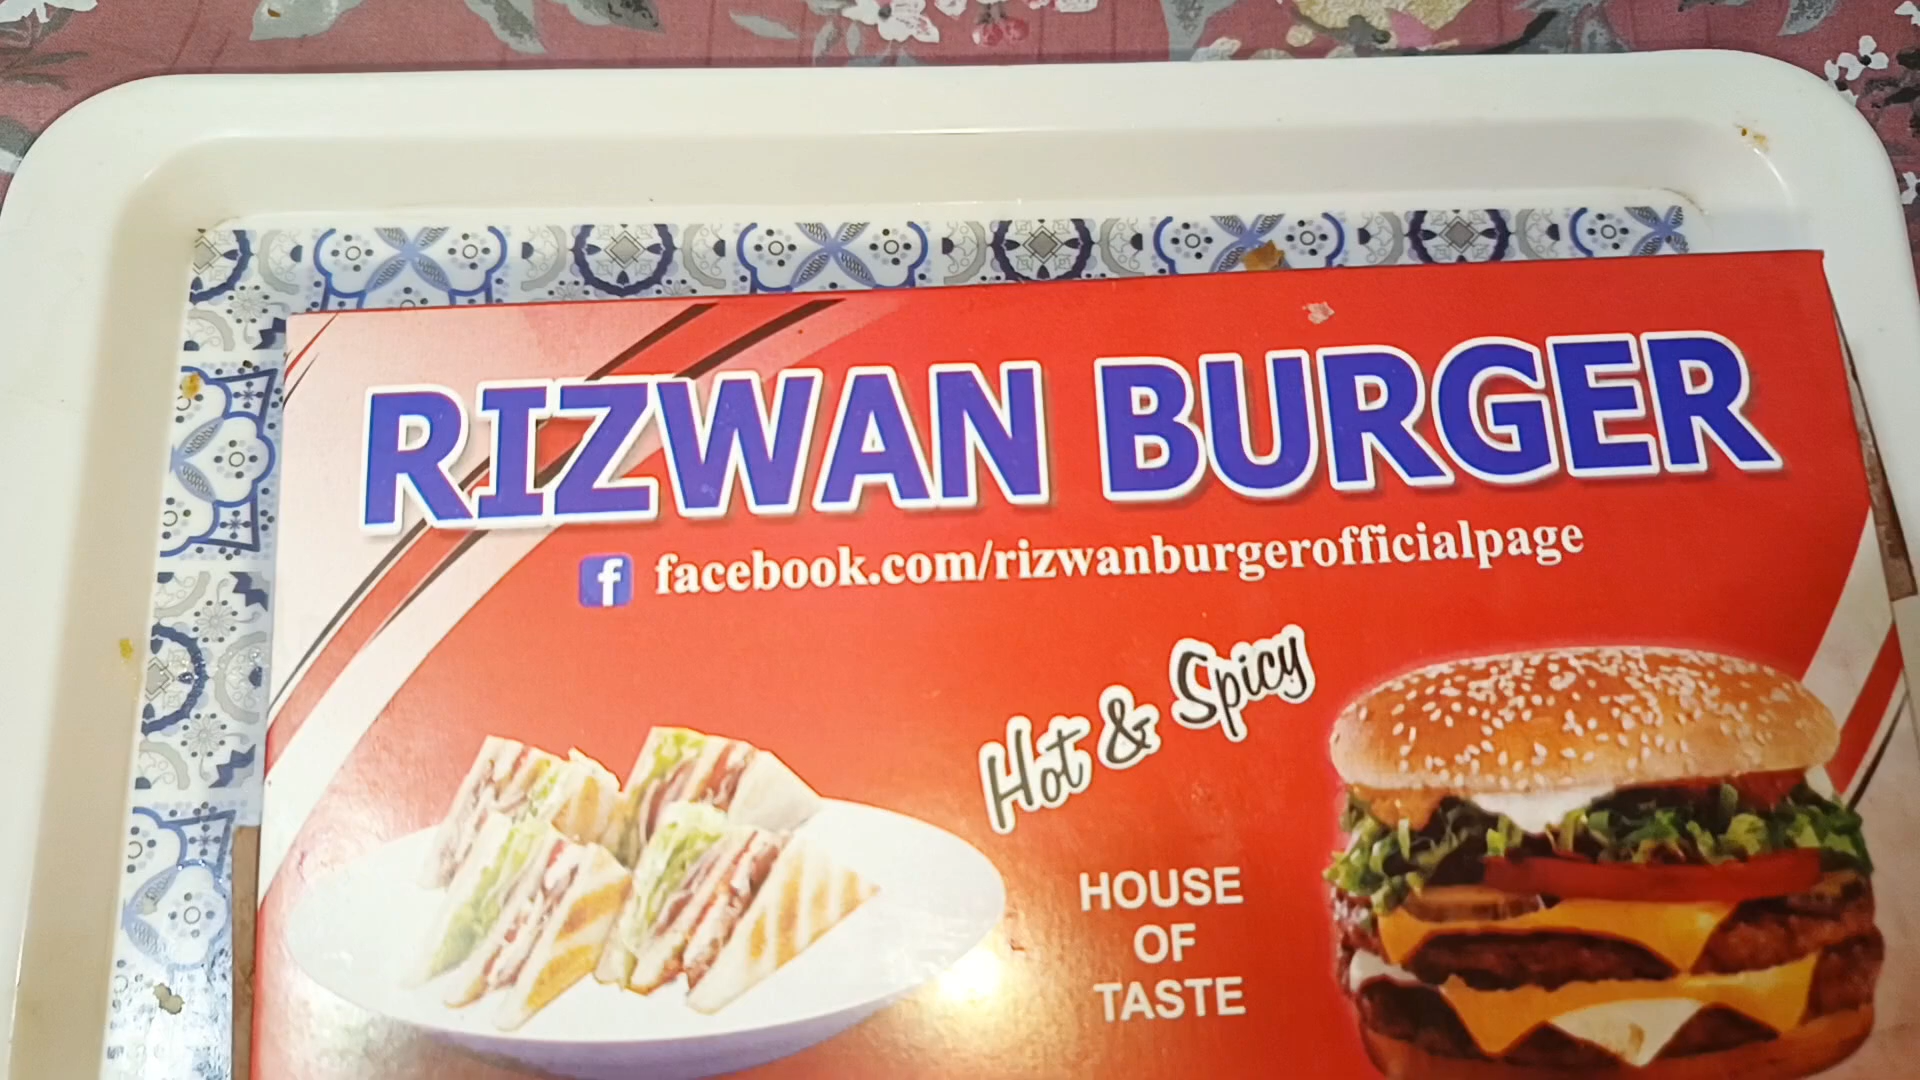 RIZWAN BURGER
f facebook.com/rizwanburgerofficialpage
Hot & Spicy
HOUSE
OF
TASTE